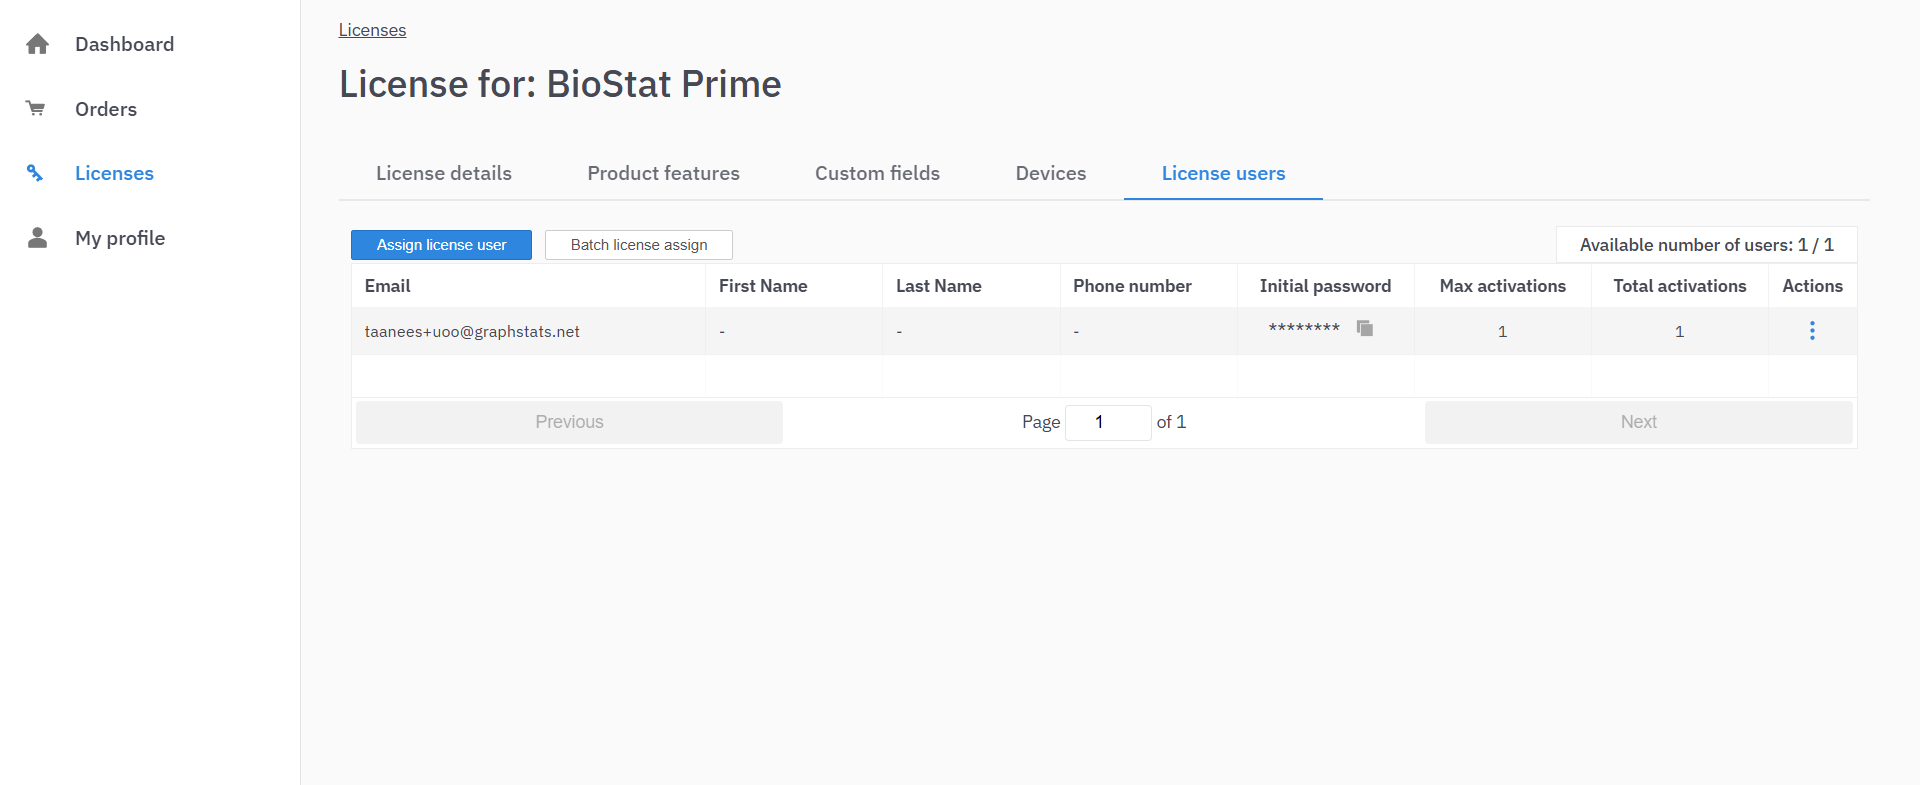 Dashboard
Orders
Licenses
My profile
Licenses
License for: BioStat Prime
License details Product features Custom fields Devices License users
Assign license user Batch license assign Available number of users: 1 / 1
Email First Name Last Name Phone number Initial password Max activations Total activations Actions
taanees+uoo@graphstats.net - - - ******** 1 1
Previous Page 1 of 1 Next